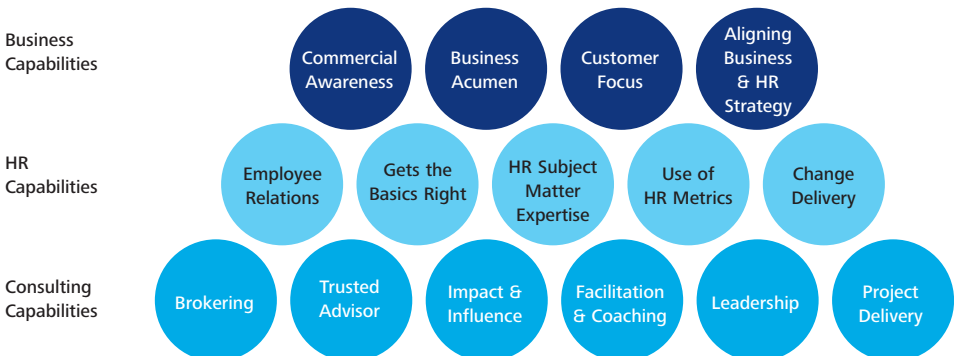 Business
Capabilities
Commercial
Awareness
Business
Acumen
Customer
Focus
Aligning
Business
& HR
Strategy
HR
Capabilities
Employee
Relations
Gets the
Basics Right
HR Subject
Matter
Expertise
Use of
HR Metrics
Change
Delivery
Consulting
Capabilities
Brokering
Trusted
Advisor
Impact &
Influence
Facilitation
& Coaching
Leadership
Project
Delivery